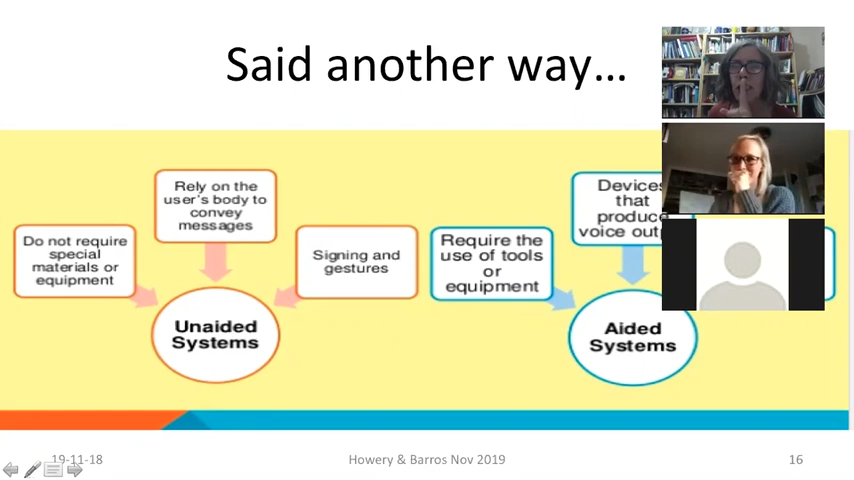 Said another way...
Rely on the
user's body to
convey
messages
Do not require
special
materials or
equipment
Signing and
gestures
Unaided
Systems
Devices
that
produce
voice
Require the
use of tools
or
equipment
Aided
Systems
19-11-18
Howery & Barros Nov 2019
16